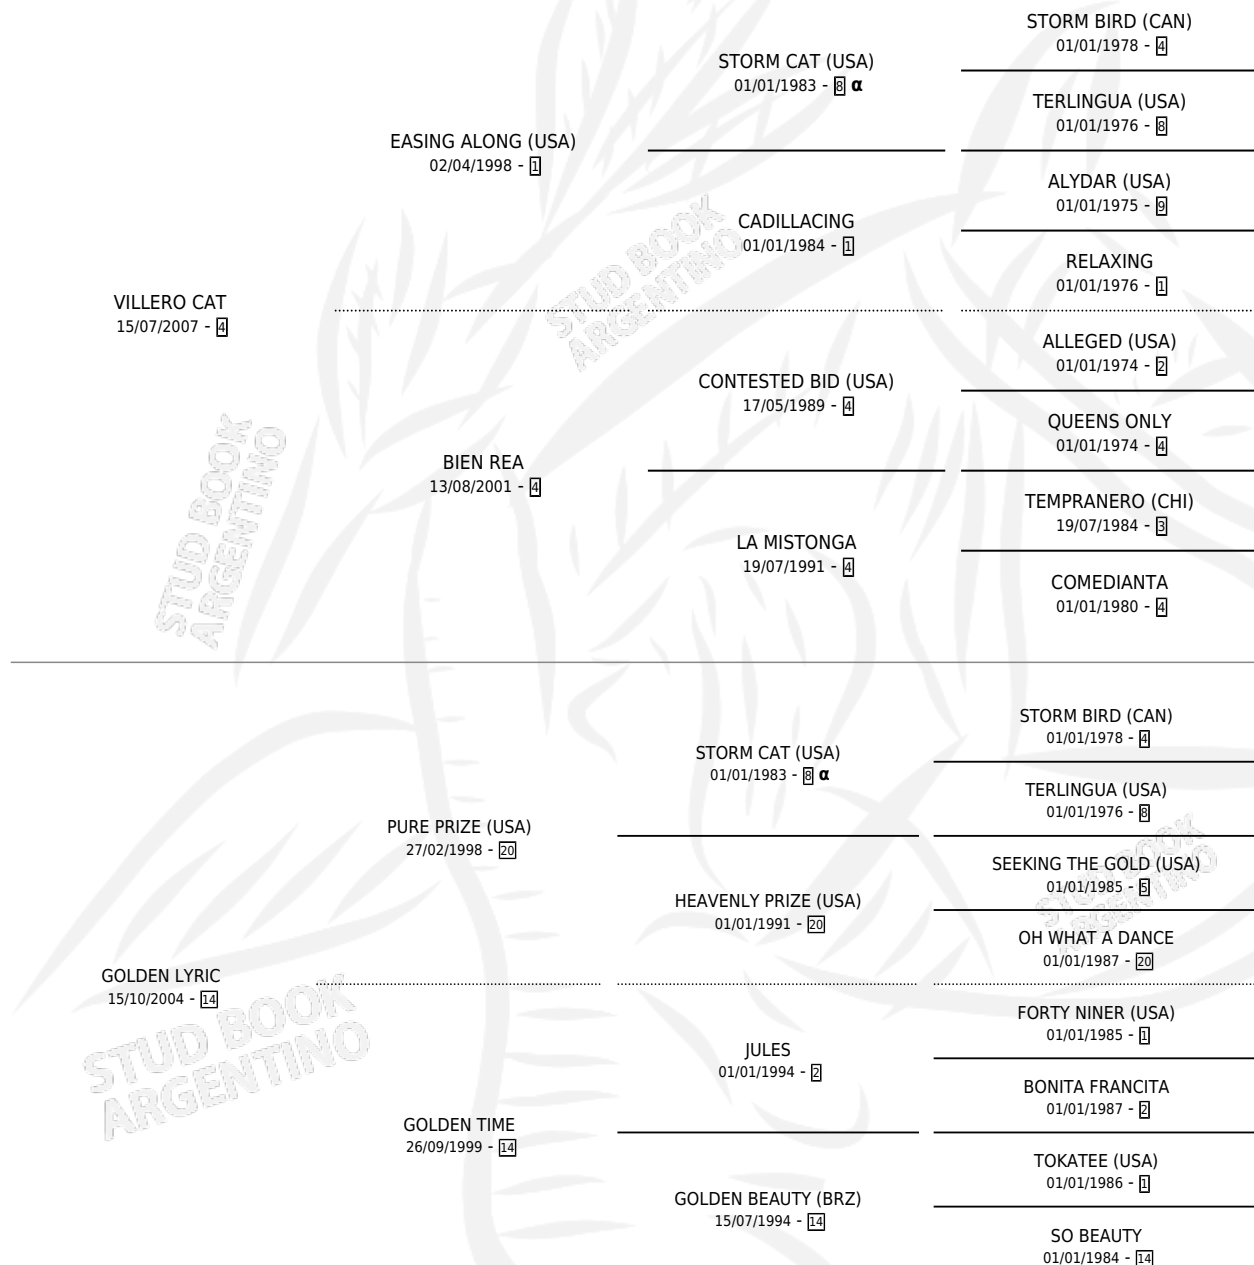 STORM BIRD (CAN)
01/01/1978 - 4
STORM CAT (USA)
01/01/1983 - 8 α
TERLINGUA (USA)
01/01/1976 - 8
EASING ALONG (USA)
02/04/1998 - 1
ALYDAR (USA)
01/01/1975 - 9
CADILLACING
01/01/1984 - 1
RELAXING
01/01/1976 - 1
VILLERO CAT
15/07/2007 - 4
STUD BOOK
ARGENTINO
ALLEGED (USA)
01/01/1974 - 2
CONTESTED BID (USA)
17/05/1989 - 4
QUEENS ONLY
01/01/1974 - 4
BIEN REA
13/08/2001 - 4
TEMPRANERO (CHI)
19/07/1984 - 3
LA MISTONGA
19/07/1991 - 4
COMEDIANTA
01/01/1980 - 4
STUD BOOK
ARGENTINO
STORM BIRD (CAN)
01/01/1978 - 4
STORM CAT (USA)
01/01/1983 - 8 α
TERLINGUA (USA)
01/01/1976 - 8
PURE PRIZE (USA)
27/02/1998 - 20
SEEKING THE GOLD (USA)
01/01/1985 - 5
HEAVENLY PRIZE (USA)
01/01/1991 - 20
OH WHAT A DANCE
01/01/1987 - 20
STUD BOOK
ARGENTINO
GOLDEN LYRIC
15/10/2004 - 14
FORTY NINER (USA)
01/01/1985 - 1
JULES
01/01/1994 - 2
BONITA FRANCITA
01/01/1987 - 2
STUD BOOK
ARGENTINO
GOLDEN TIME
26/09/1999 - 14
TOKATEE (USA)
01/01/1986 - 1
GOLDEN BEAUTY (BRZ)
15/07/1994 - 14
SO BEAUTY
01/01/1984 - 14